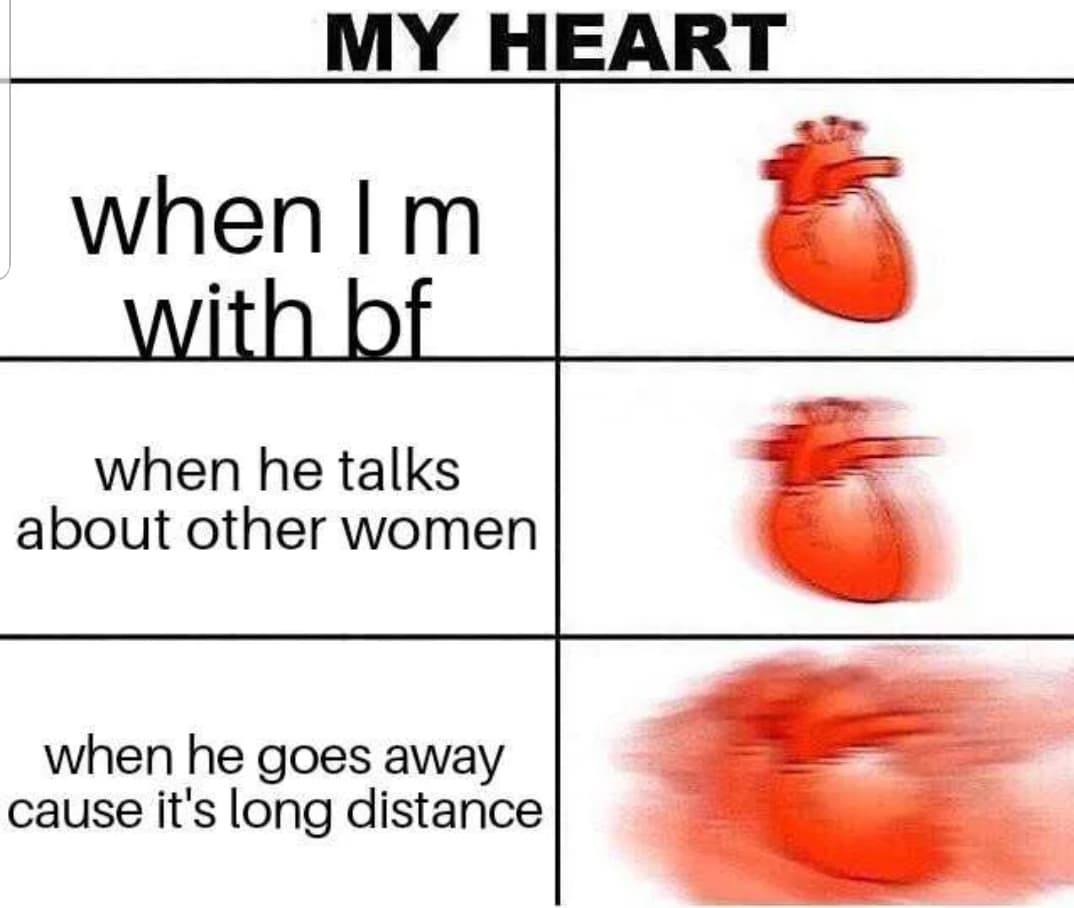 MY HEART
when I m
with bf
when he talks
about other women
when he goes away
cause it's long distance